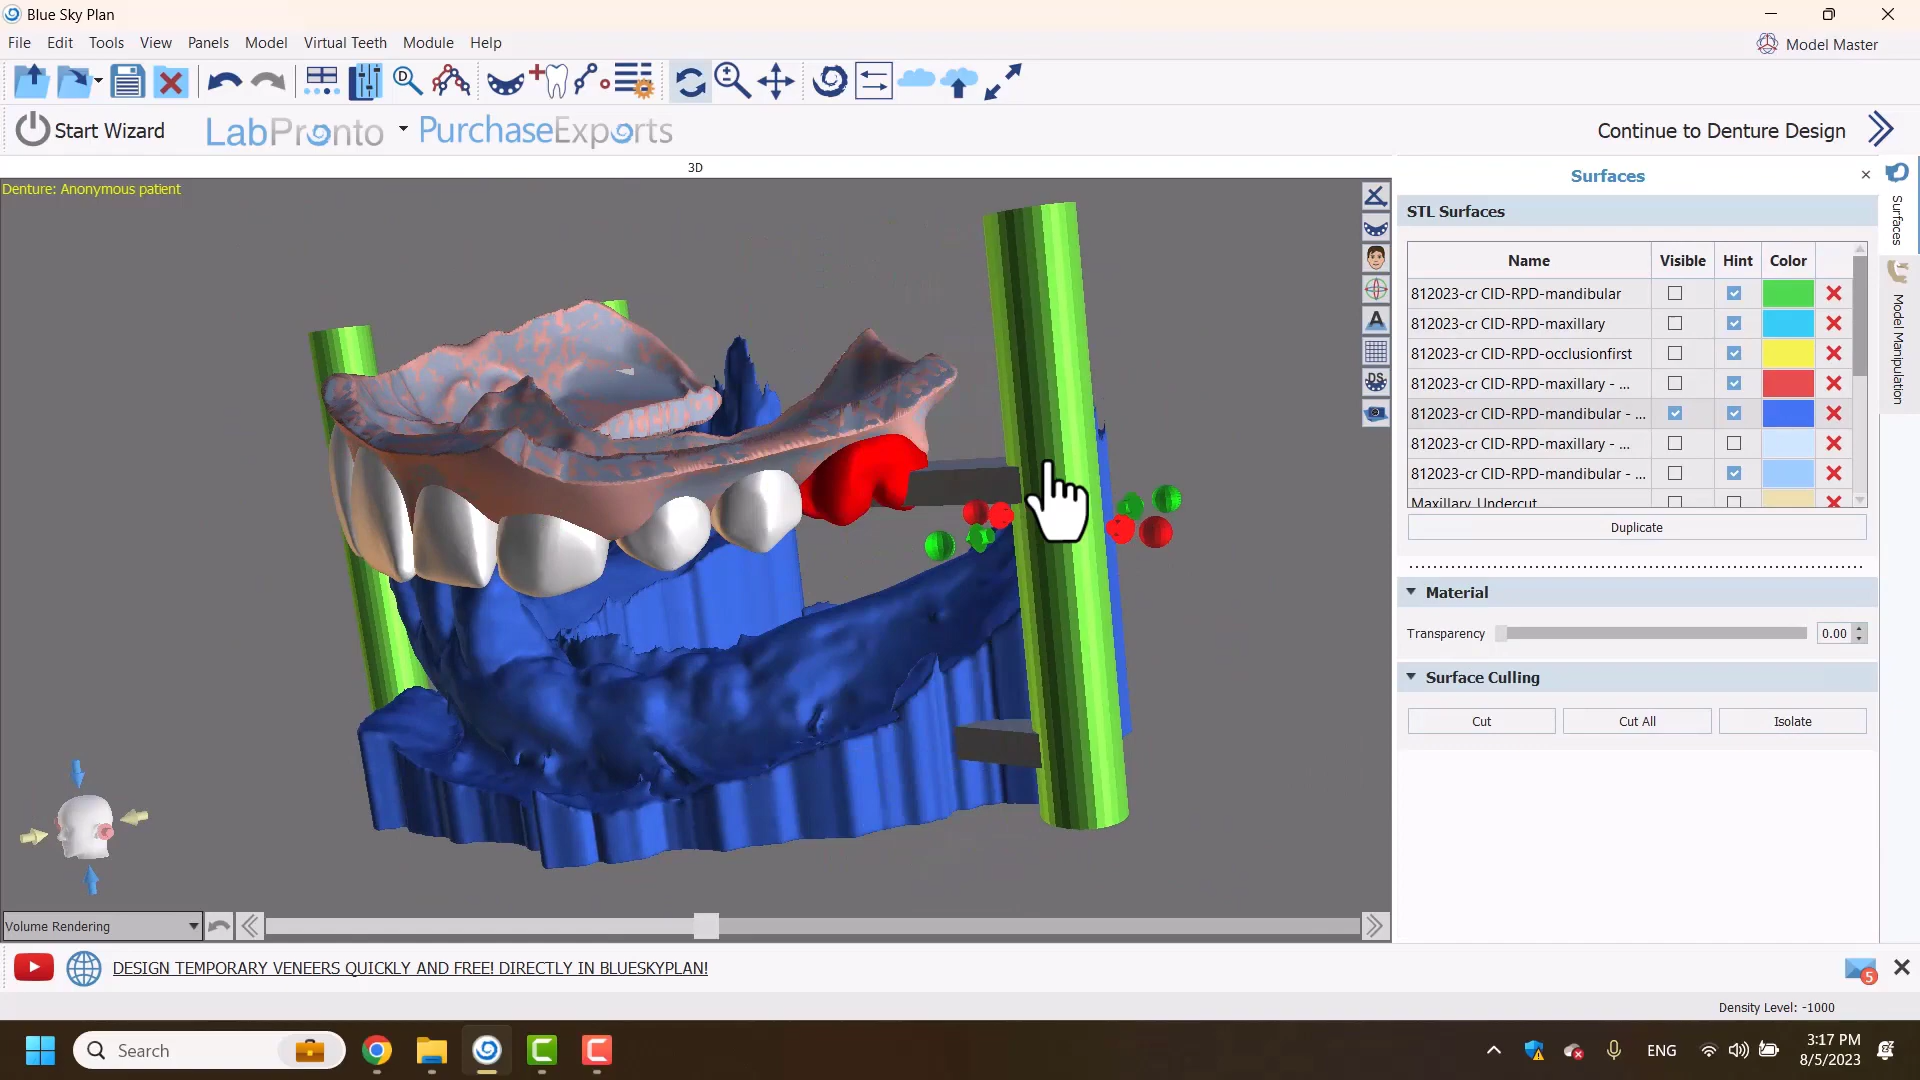 Blue Sky Plan
File Edit Tools View Panels Model Virtual Teeth Module Help
Model Master
D
Start Wizard
LabPronto
PurchaseExports
Continue to Denture Design
3D
Denture: Anonymous patient
A
DS
Surfaces
Surfaces
Model Manipulation
STL Surfaces
Name Visible Hint Color
812023-cr CID-RPD-mandibular
812023-cr CID-RPD-maxillary
812023-cr CID-RPD-occlusionfirst
812023-cr CID-RPD-maxillary - ...
812023-cr CID-RPD-mandibular - ...
812023-cr CID-RPD-maxillary - ...
812023-cr CID-RPD-mandibular - ...
Maxillary Undercut
Duplicate
Material
Transparency 0.00
Surface Culling
Cut Cut All Isolate
Volume Rendering
DESIGN TEMPORARY VENEERS QUICKLY AND FREE! DIRECTLY IN BLUESKYPLAN!
5
Density Level: -1000
Search
ENG
3:17 PM
8/5/2023